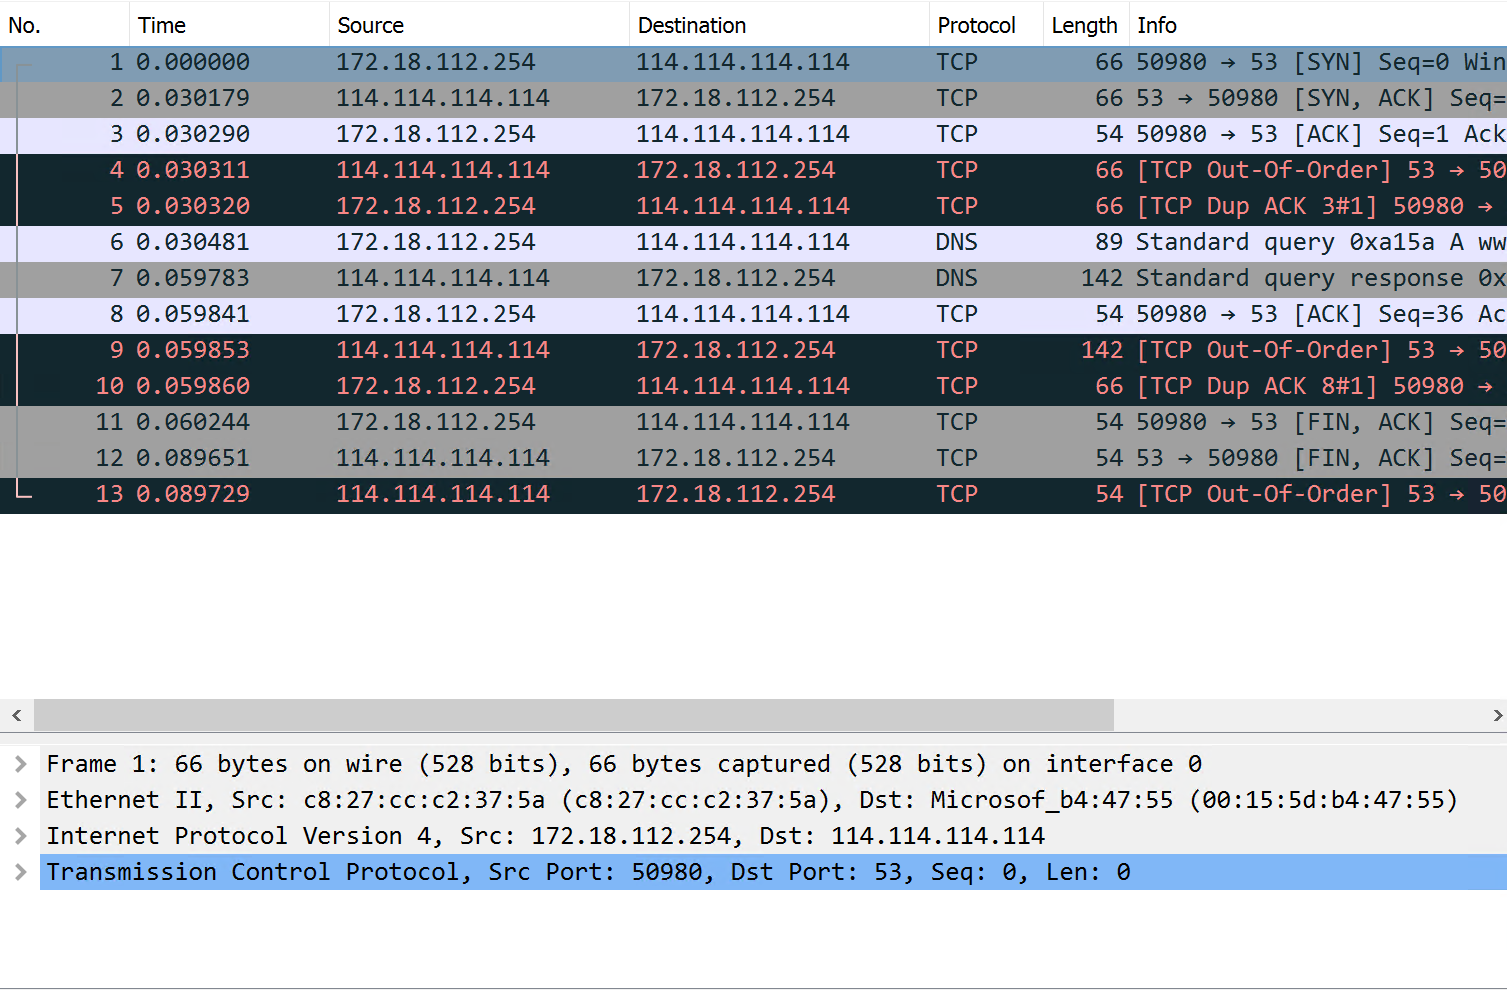 No. Time Source Destination Protocol Length Info
1 0.000000 172.18.112.254 114.114.114.114 TCP 66 50980 → 53 [SYN] Seq=0 Win
2 0.030179 114.114.114.114 172.18.112.254 TCP 66 53 → 50980 [SYN, ACK] Seq=
3 0.030290 172.18.112.254 114.114.114.114 TCP 54 50980 → 53 [ACK] Seq=1 Ack
4 0.030311 114.114.114.114 172.18.112.254 TCP 66 [TCP Out-Of-Order] 53 → 50
5 0.030320 172.18.112.254 114.114.114.114 TCP 66 [TCP Dup ACK 3#1] 50980 →
6 0.030481 172.18.112.254 114.114.114.114 DNS 89 Standard query 0xa15a A ww
7 0.059783 114.114.114.114 172.18.112.254 DNS 142 Standard query response 0x
8 0.059841 172.18.112.254 114.114.114.114 TCP 54 50980 → 53 [ACK] Seq=36 Ac
9 0.059853 114.114.114.114 172.18.112.254 TCP 142 [TCP Out-Of-Order] 53 → 50
10 0.059860 172.18.112.254 114.114.114.114 TCP 66 [TCP Dup ACK 8#1] 50980 →
11 0.060244 172.18.112.254 114.114.114.114 TCP 54 50980 → 53 [FIN, ACK] Seq=
12 0.089651 114.114.114.114 172.18.112.254 TCP 54 53 → 50980 [FIN, ACK] Seq=
13 0.089729 114.114.114.114 172.18.112.254 TCP 54 [TCP Out-Of-Order] 53 → 50
Frame 1: 66 bytes on wire (528 bits), 66 bytes captured (528 bits) on interface 0
Ethernet II, Src: c8:27:cc:c2:37:5a (c8:27:cc:c2:37:5a), Dst: Microsof_b4:47:55 (00:15:5d:b4:47:55)
Internet Protocol Version 4, Src: 172.18.112.254, Dst: 114.114.114.114
Transmission Control Protocol, Src Port: 50980, Dst Port: 53, Seq: 0, Len: 0